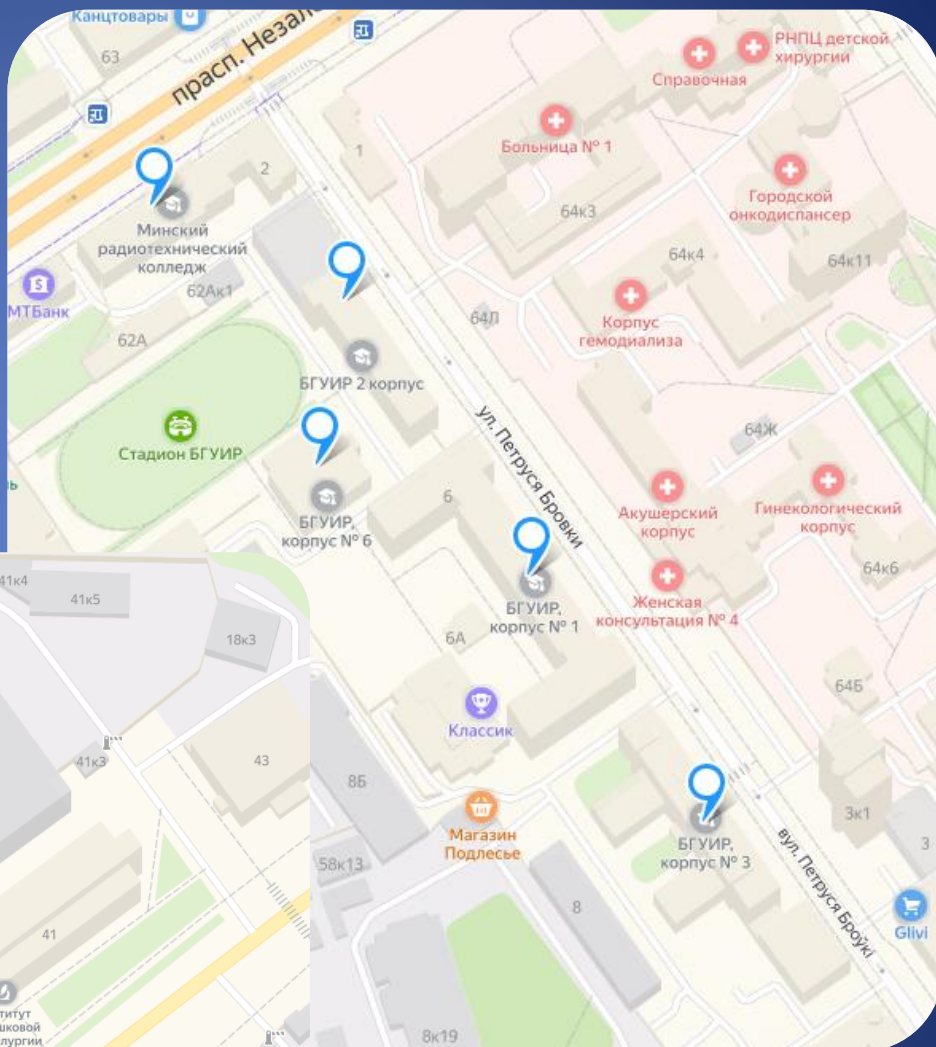 Канцтовары
63
прасп. Незал
РНПЦ детской
хирургии
Справочная
Больница № 1
1
2
Городской
онкодиспансер
64к3
Минский
радиотехнический
колледж
64к4
64к11
62Ак1
МТБанк
64Л
Корпус
гемодиализа
62А
БГУИР 2 корпус
ул. Петруся Бровки
64Ж
Стадион БГУИР
ь
6
БГУИР,
корпус № 6
Акушерский
корпус
Гинекологический
корпус
64к6
41к4
41к5
БГУИР,
корпус № 1
Женская
консультация № 4
18к3
6А
64Б
Классик
41к3
43
8Б
3к1
Магазин
Подлесье
БГУИР,
корпус № 3
вул. Петруся Броўкі
3
58к13
8
Glivi
41
титут
шковой
лургии
8к19